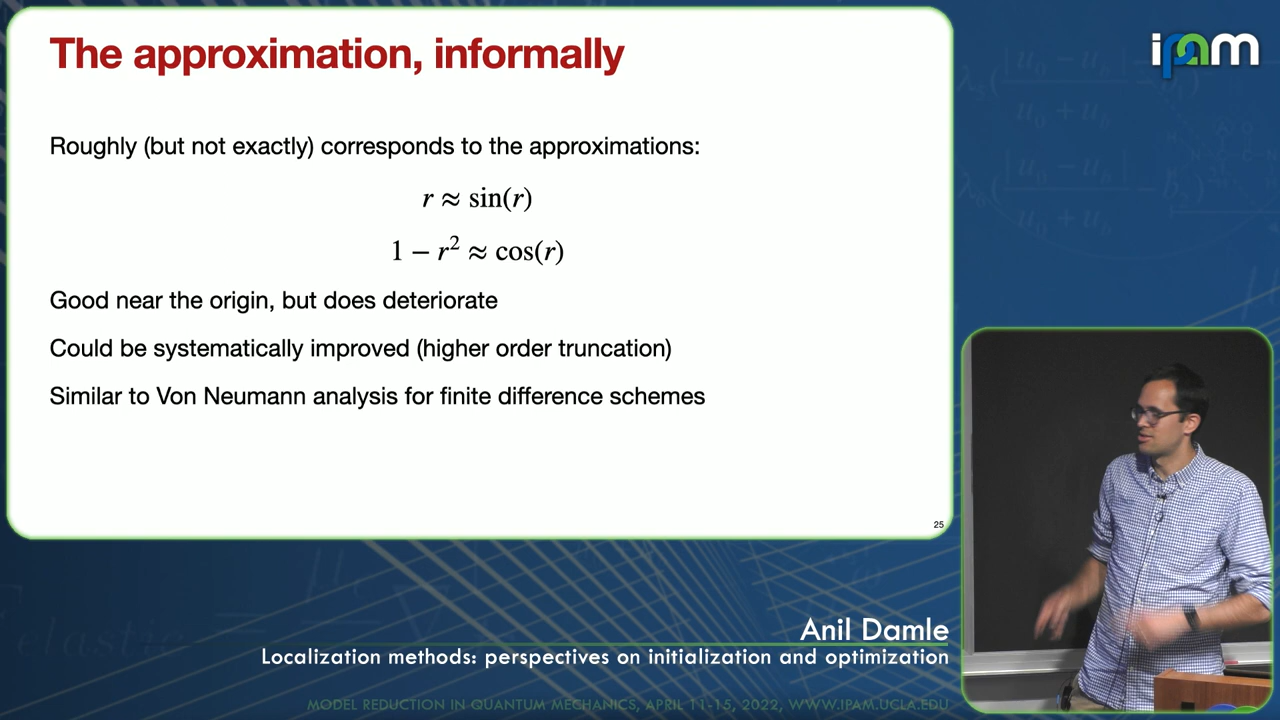 The approximation, informally
ipam
Roughly (but not exactly) corresponds to the approximations:
r ≈ sin(r)
1 − r² ≈ cos(r)
Good near the origin, but does deteriorate
Could be systematically improved (higher order truncation)
Similar to Von Neumann analysis for finite difference schemes
25
Anil Damle
Localization methods: perspectives on initialization and optimization
MODEL REDUCTION IN QUANTUM MECHANICS, APRIL 11-15, 2022, WWW.IPAM.UCLA.EDU